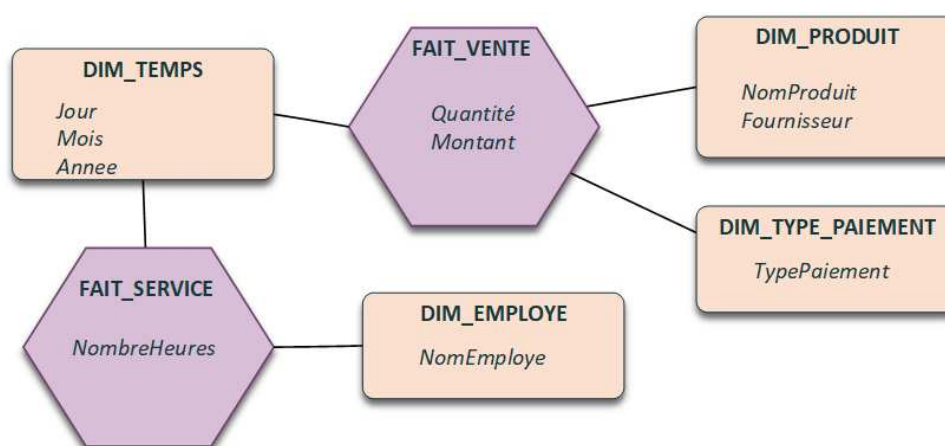 DIM_TEMPS
Jour
Mois
Annee
FAIT_VENTE
Quantité
Montant
DIM_PRODUIT
NomProduit
Fournisseur
DIM_TYPE_PAIEMENT
TypePaiement
FAIT_SERVICE
NombreHeures
DIM_EMPLOYE
NomEmploye